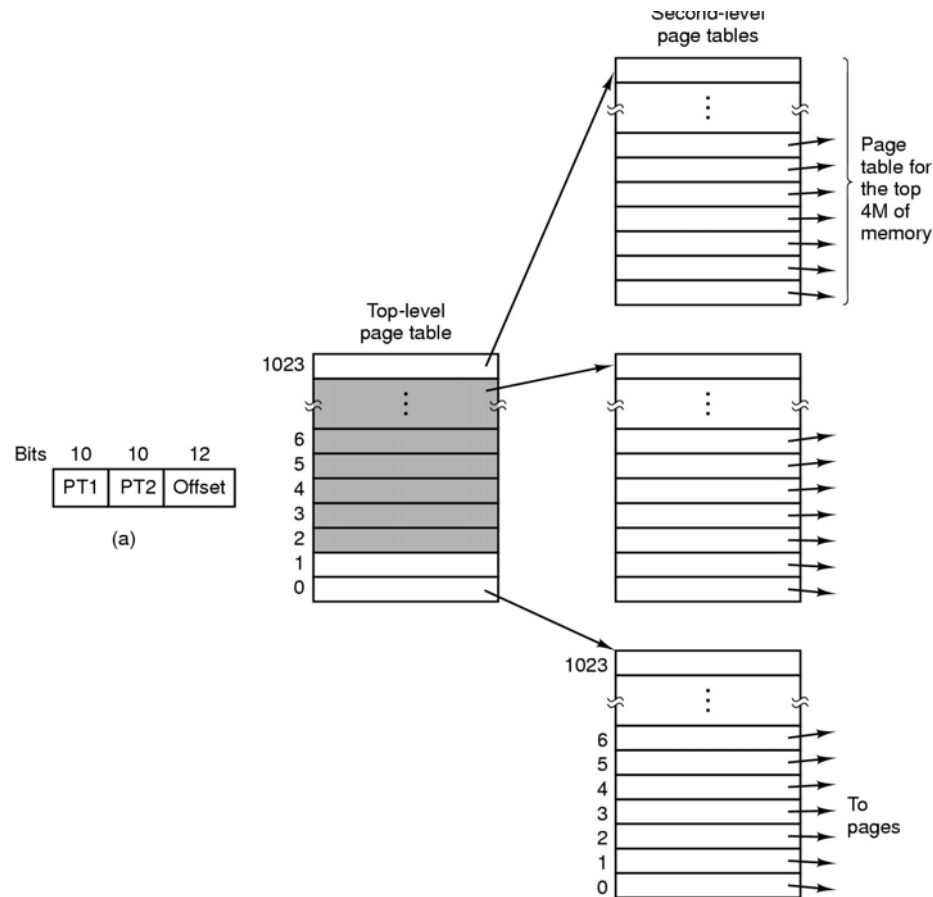 Second-level
page tables
Page
table for
the top
4M of
memory
Top-level
page table
1023
6
5
4
3
2
1
0
Bits 10 10 12
PT1 PT2 Offset
(a)
1023
6
5
4
3
2
1
0
To
pages